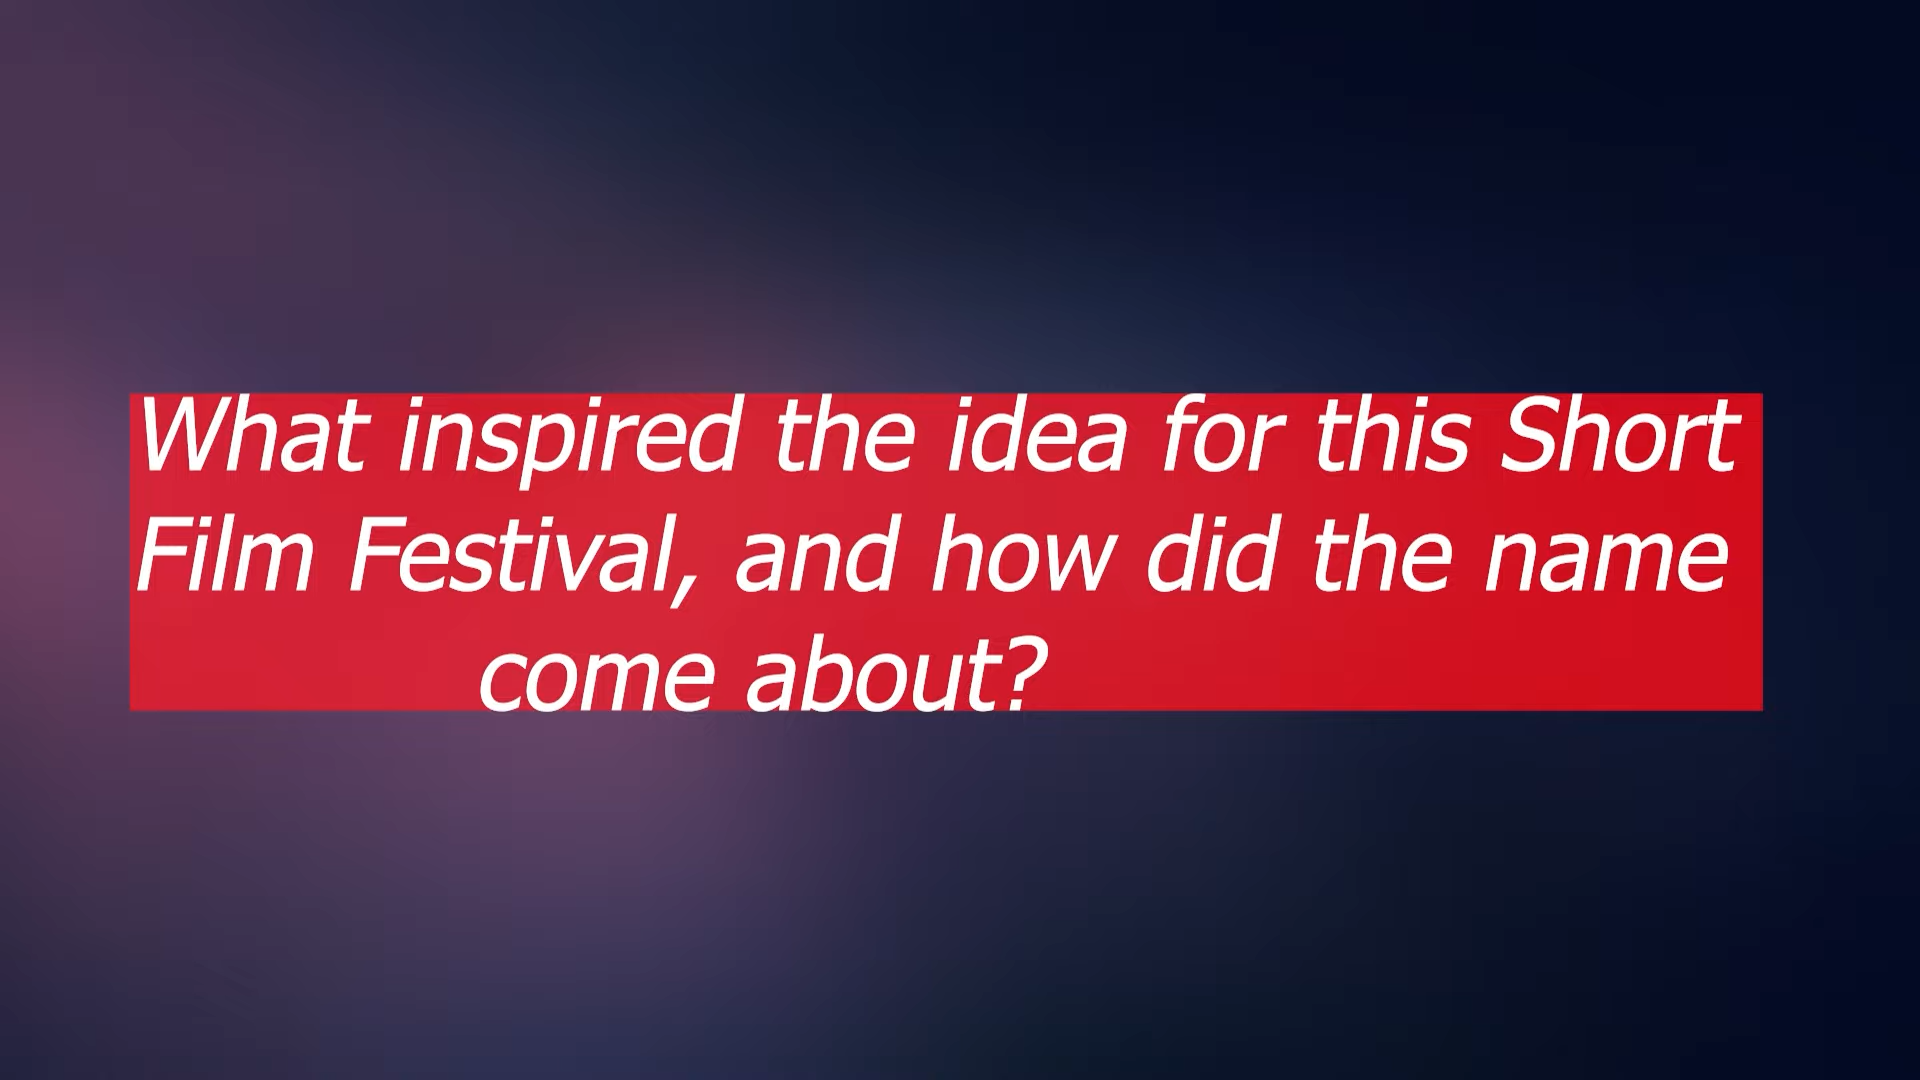 What inspired the idea for this Short
Film Festival, and how did the name
come about?